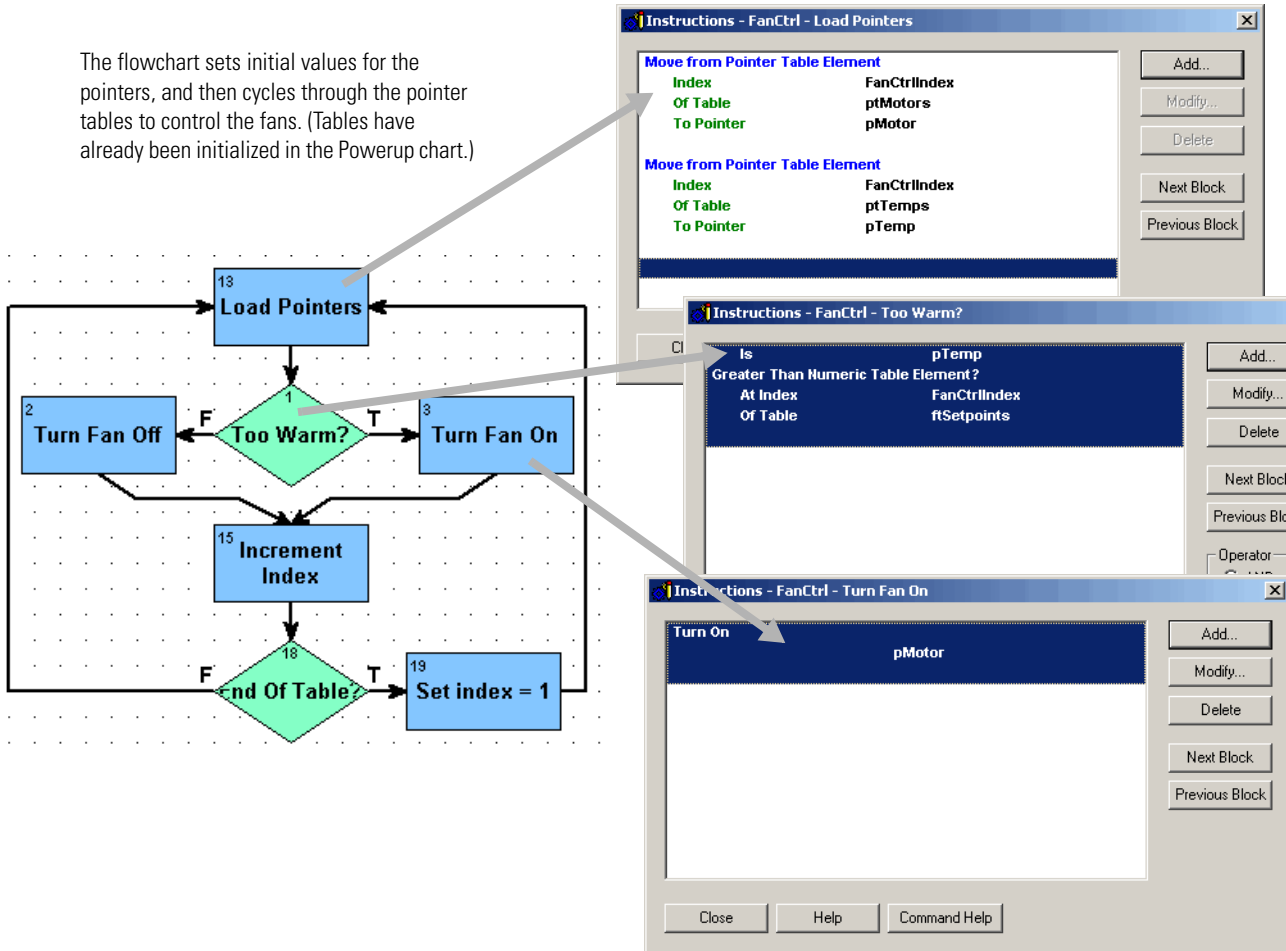 The flowchart sets initial values for the
pointers, and then cycles through the pointer
tables to control the fans. (Tables have
already been initialized in the Powerup chart.)
Instructions - FanCtrl - Load Pointers
Move from Pointer Table Element
Index FanCtrlIndex
Of Table ptMotors
To Pointer pMotor
Move from Pointer Table Element
Index FanCtrlIndex
Of Table ptTemps
To Pointer pTemp
Add...
Modify...
Delete
Next Block
Previous Block
Cl
13
Load Pointers
1
F Too Warm? T
2
Turn Fan Off
3
Turn Fan On
15
Increment
Index
18
F End Of Table? T
19
Set index = 1
Instructions - FanCtrl - Too Warm?
Is pTemp
Greater Than Numeric Table Element?
At Index FanCtrlIndex
Of Table ftSetpoints
Add...
Modify...
Delete
Next Block
Previous Blo
Operator
Instructions - FanCtrl - Turn Fan On
Turn On
pMotor
Add...
Modify...
Delete
Next Block
Previous Block
Close Help Command Help